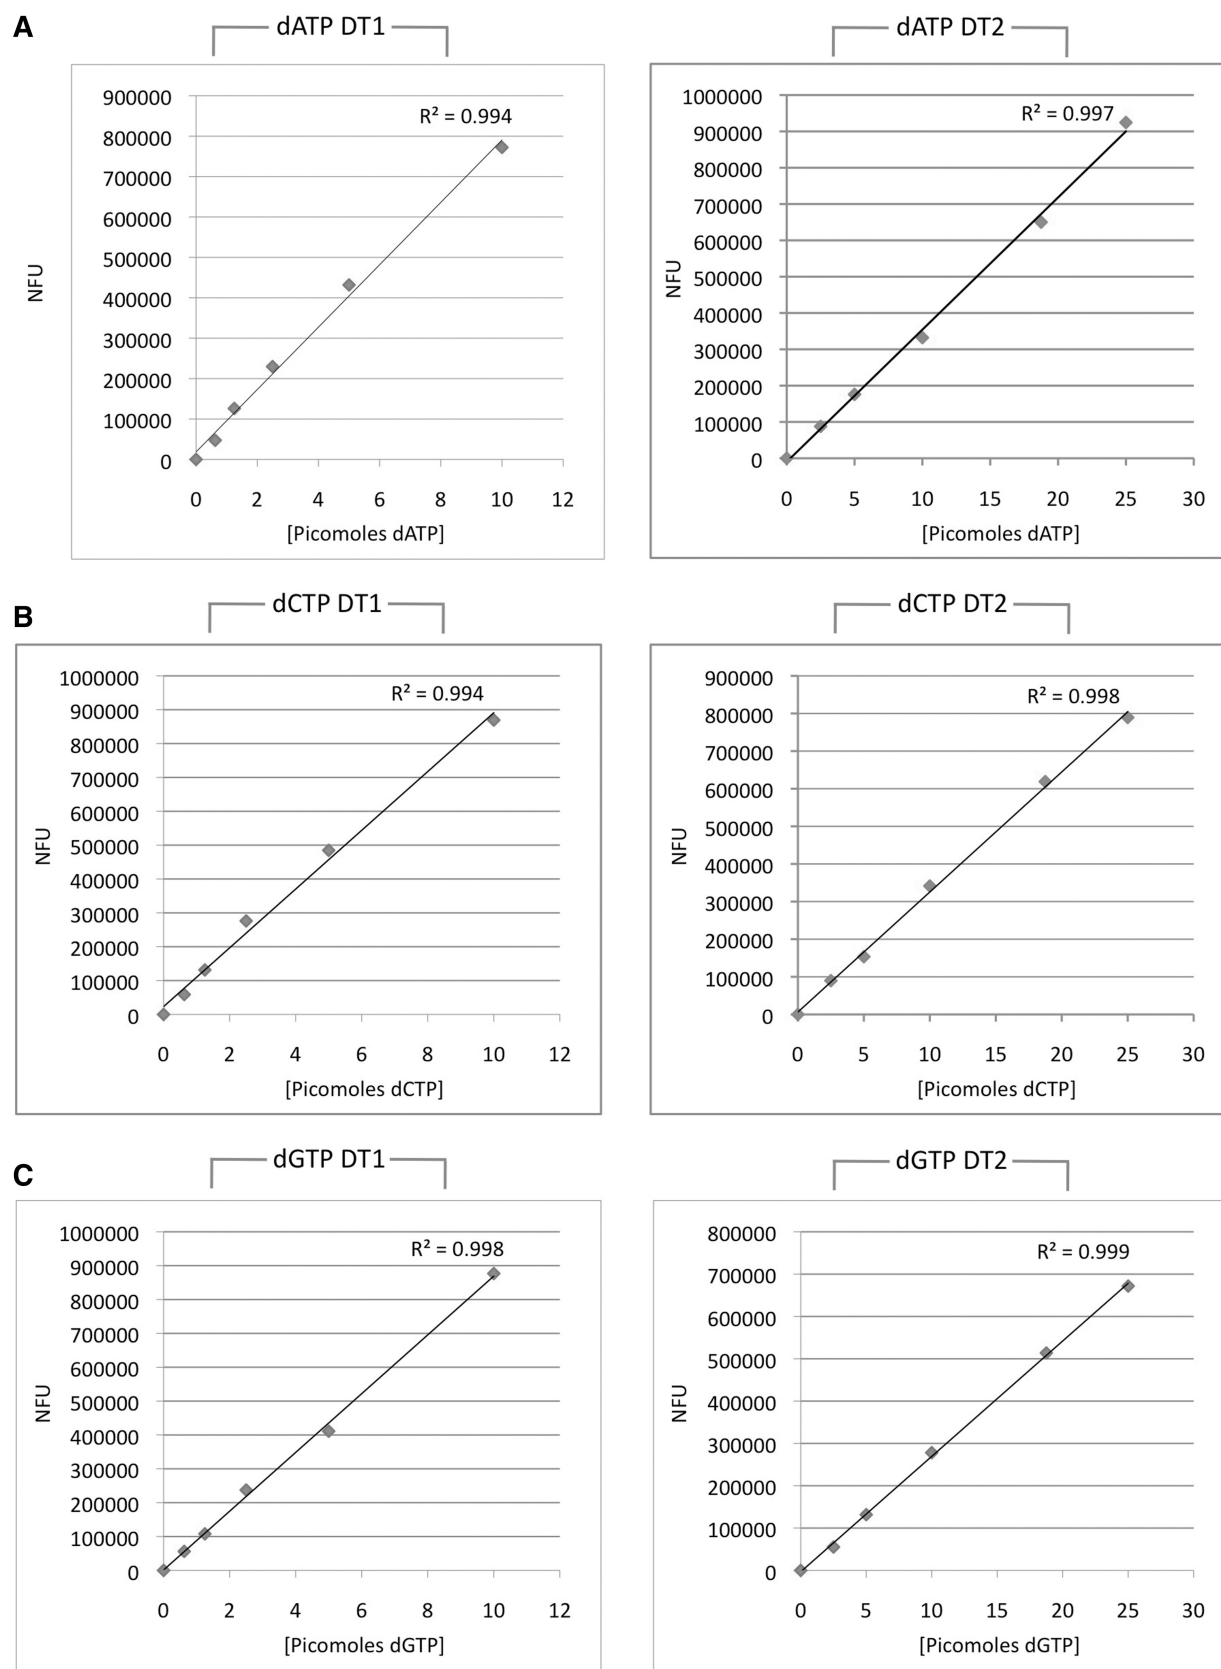 A
dATP DT1
dATP DT2
R² = 0.994
900000
800000
700000
600000
500000
400000
300000
200000
100000
0
NFU
0 2 4 6 8 10 12
[Picomoles dATP]
R² = 0.997
1000000
900000
800000
700000
600000
500000
400000
300000
200000
100000
0
NFU
0 5 10 15 20 25 30
[Picomoles dATP]
B
dCTP DT1
dCTP DT2
R² = 0.994
1000000
900000
800000
700000
600000
500000
400000
300000
200000
100000
0
NFU
0 2 4 6 8 10 12
[Picomoles dCTP]
R² = 0.998
900000
800000
700000
600000
500000
400000
300000
200000
100000
0
NFU
0 5 10 15 20 25 30
[Picomoles dCTP]
C
dGTP DT1
dGTP DT2
R² = 0.998
1000000
900000
800000
700000
600000
500000
400000
300000
200000
100000
0
NFU
0 2 4 6 8 10 12
[Picomoles dGTP]
R² = 0.999
800000
700000
600000
500000
400000
300000
200000
100000
0
NFU
0 5 10 15 20 25 30
[Picomoles dGTP]